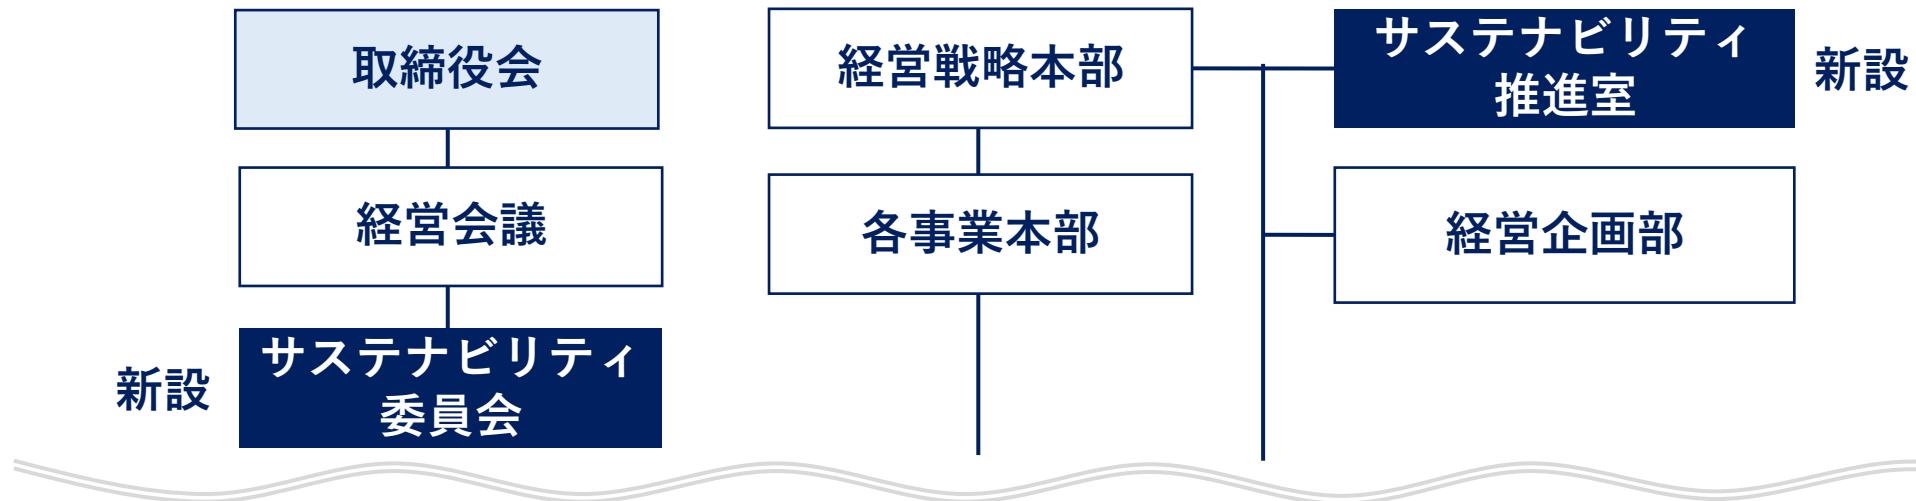 取締役会
経営会議
新設
サステナビリティ
委員会
経営戦略本部
各事業本部
サステナビリティ
推進室
新設
経営企画部